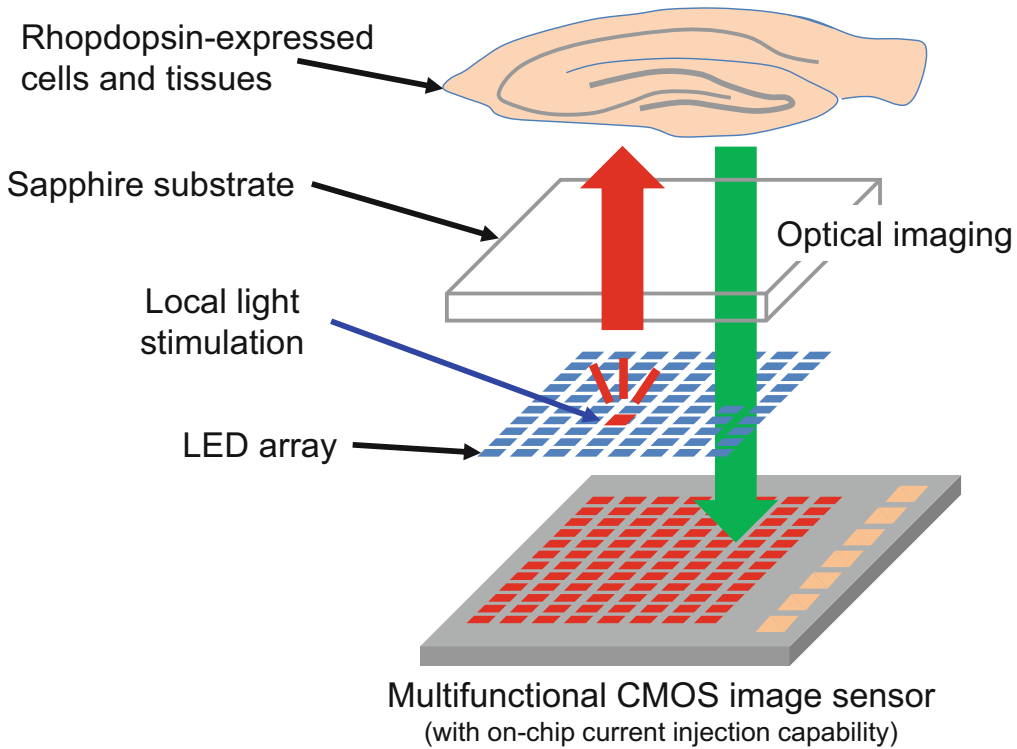 Rhopdopsin-expressed
cells and tissues
Sapphire substrate
Optical imaging
Local light
stimulation
LED array
Multifunctional CMOS image sensor
(with on-chip current injection capability)